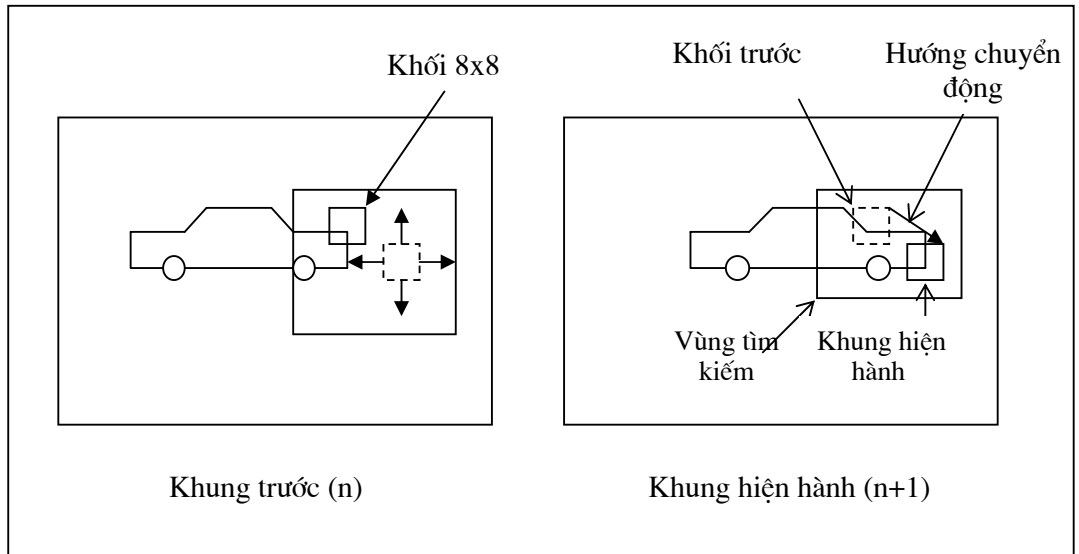 Khối 8x8
Khối trước
Hướng chuyển
động
Vùng tìm
kiếm
Khung hiện
hành
Khung trước (n)
Khung hiện hành (n+1)